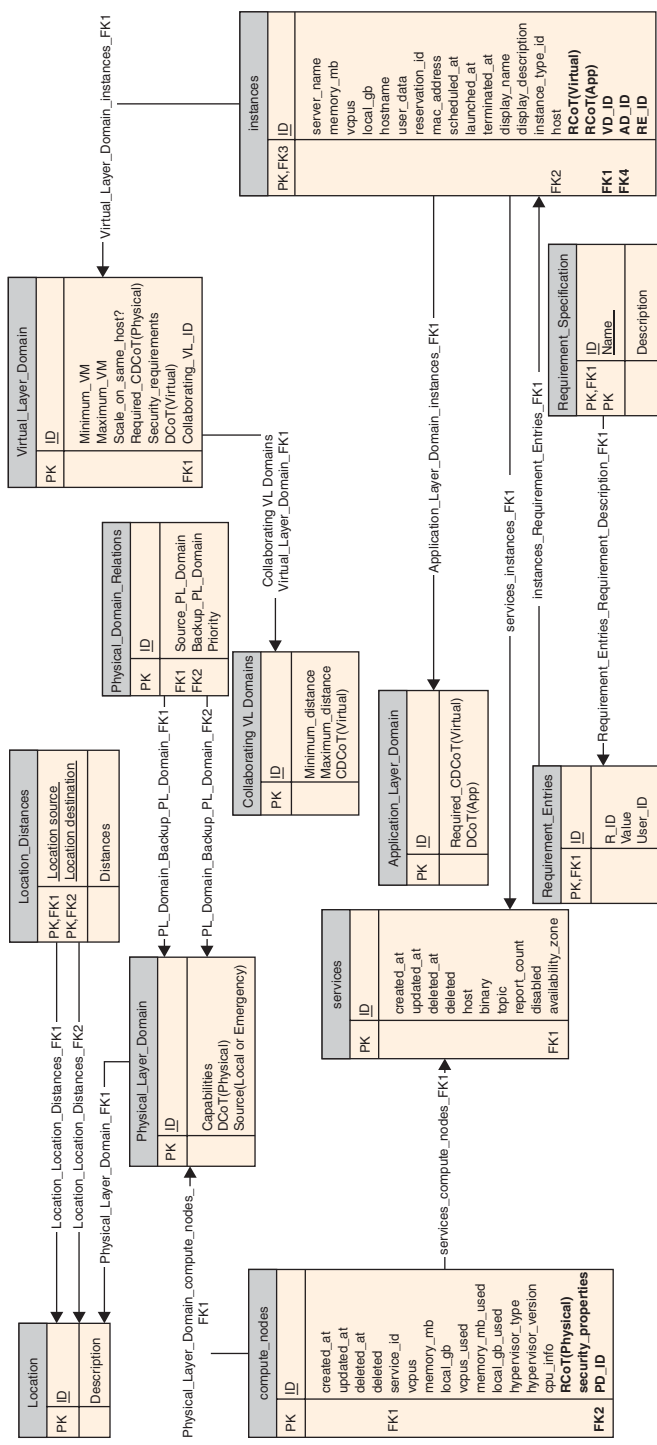 Location
PK ID
Description
Location_Distances
PK,FK1 Location source
PK,FK2 Location destination
Distances
Location_Location_Distances_FK1
Location_Location_Distances_FK2
Physical_Layer_Domain_FK1
Physical_Layer_Domain
PK ID
Capabilities
DCoT(Physical)
Source(Local or Emergency)
PL_Domain_Backup_PL_Domain_FK1
PL_Domain_Backup_PL_Domain_FK2
Physical_Domain_Relations
PK ID
FK1 Source_PL_Domain
FK2 Backup_PL_Domain
Priority
Virtual_Layer_Domain
PK ID
Minimum_VM
Maximum_VM
Scale_on_same_host?
Required_CDCoT(Physical)
Security_requirements
DCoT(Virtual)
FK1 Collaborating_VL_ID
Virtual_Layer_Domain_instances_FK1
Collaborating VL Domains
Virtual_Layer_Domain_FK1
Collaborating VL Domains
PK ID
Minimum_distance
Maximum_distance
CDCoT(Virtual)
Physical_Layer_Domain_compute_nodes_
FK1
compute_nodes
PK ID
created_at
updated_at
deleted_at
deleted
FK1 service_id
vcpus
memory_mb
local_gb
vcpus_used
memory_mb_used
local_gb_used
hypervisor_type
hypervisor_version
cpu_info
RCoT(Physical)
security_properties
FK2 PD_ID
services_compute_nodes_FK1
services
PK ID
created_at
updated_at
deleted_at
deleted
host
binary
topic
report_count
disabled
FK1 availability_zone
Application_Layer_Domain
PK ID
Required_CDCoT(Virtual)
DCoT(App)
Application_Layer_Domain_instances_FK1
services_instances_FK1
instances_Requirement_Entries_FK1
instances
PK,FK3 ID
server_name
memory_mb
vcpus
local_gb
hostname
user_data
reservation_id
mac_address
scheduled_at
launched_at
terminated_at
display_name
display_description
instance_type_id
FK2 host
RCoT(Virtual)
RCoT(App)
FK1 VD_ID
FK4 AD_ID
RE_ID
Requirement_Entries
PK,FK1 ID
R_ID
Value
User_ID
Requirement_Entries_Requirement_Description_FK1
Requirement_Specification
PK,FK1 ID
PK Name
Description